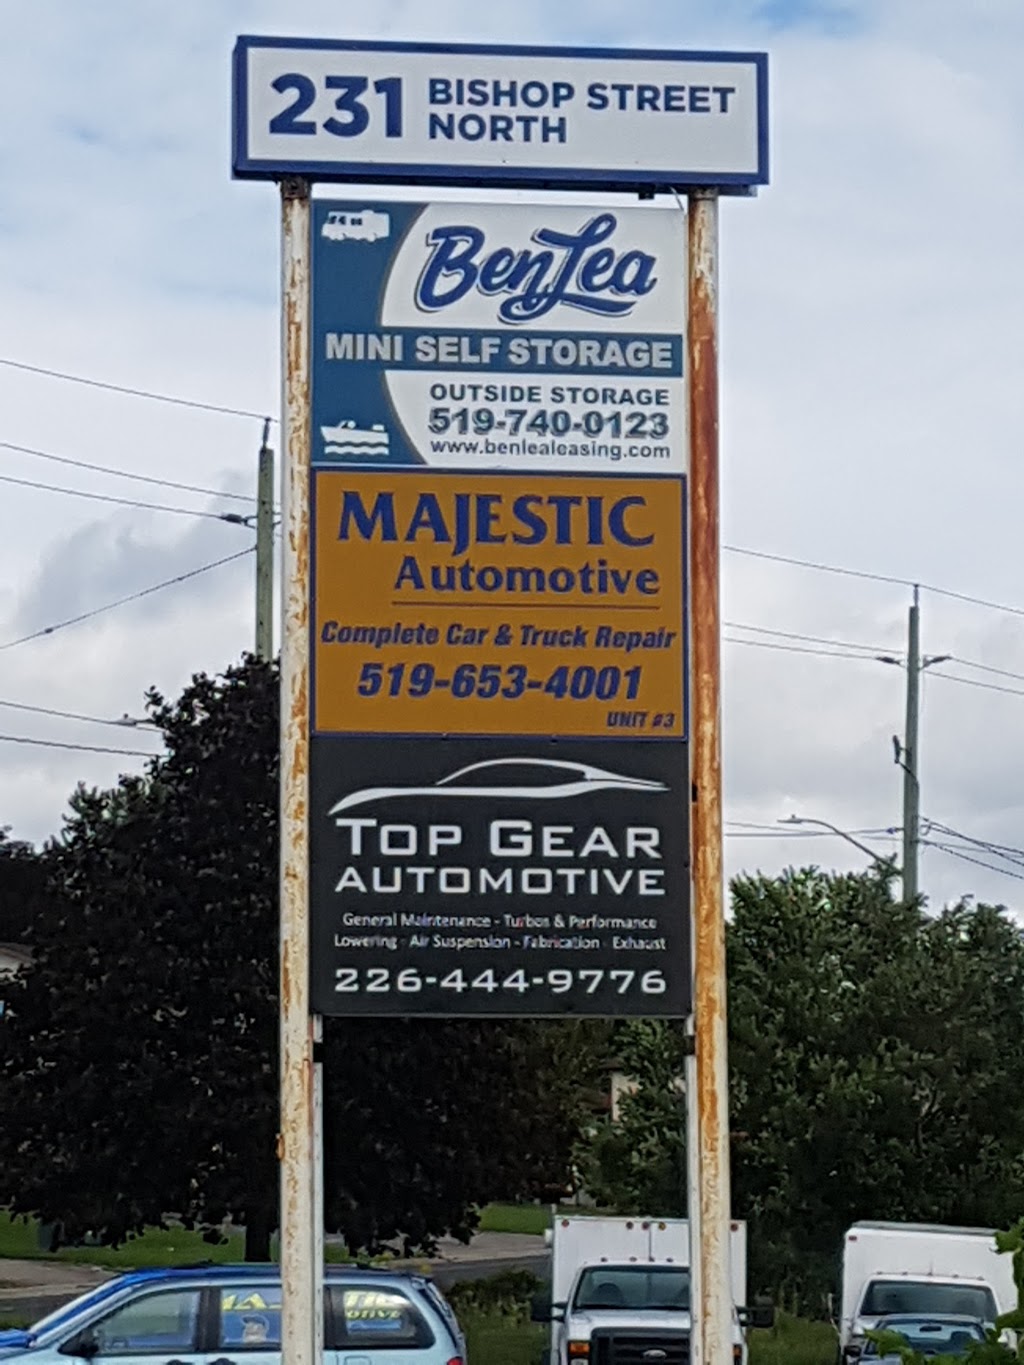 231 BISHOP STREET
NORTH
BenLea
MINI SELF STORAGE
OUTSIDE STORAGE
519-740-0123
www.benlealeasing.com
MAJESTIC
Automotive
Complete Car & Truck Repair
519-653-4001
UNIT #3
TOP GEAR
AUTOMOTIVE
General Maintenance - Turbos & Performance
Lowering - Air Suspension - Fabrication - Exhaust
226-444-9776